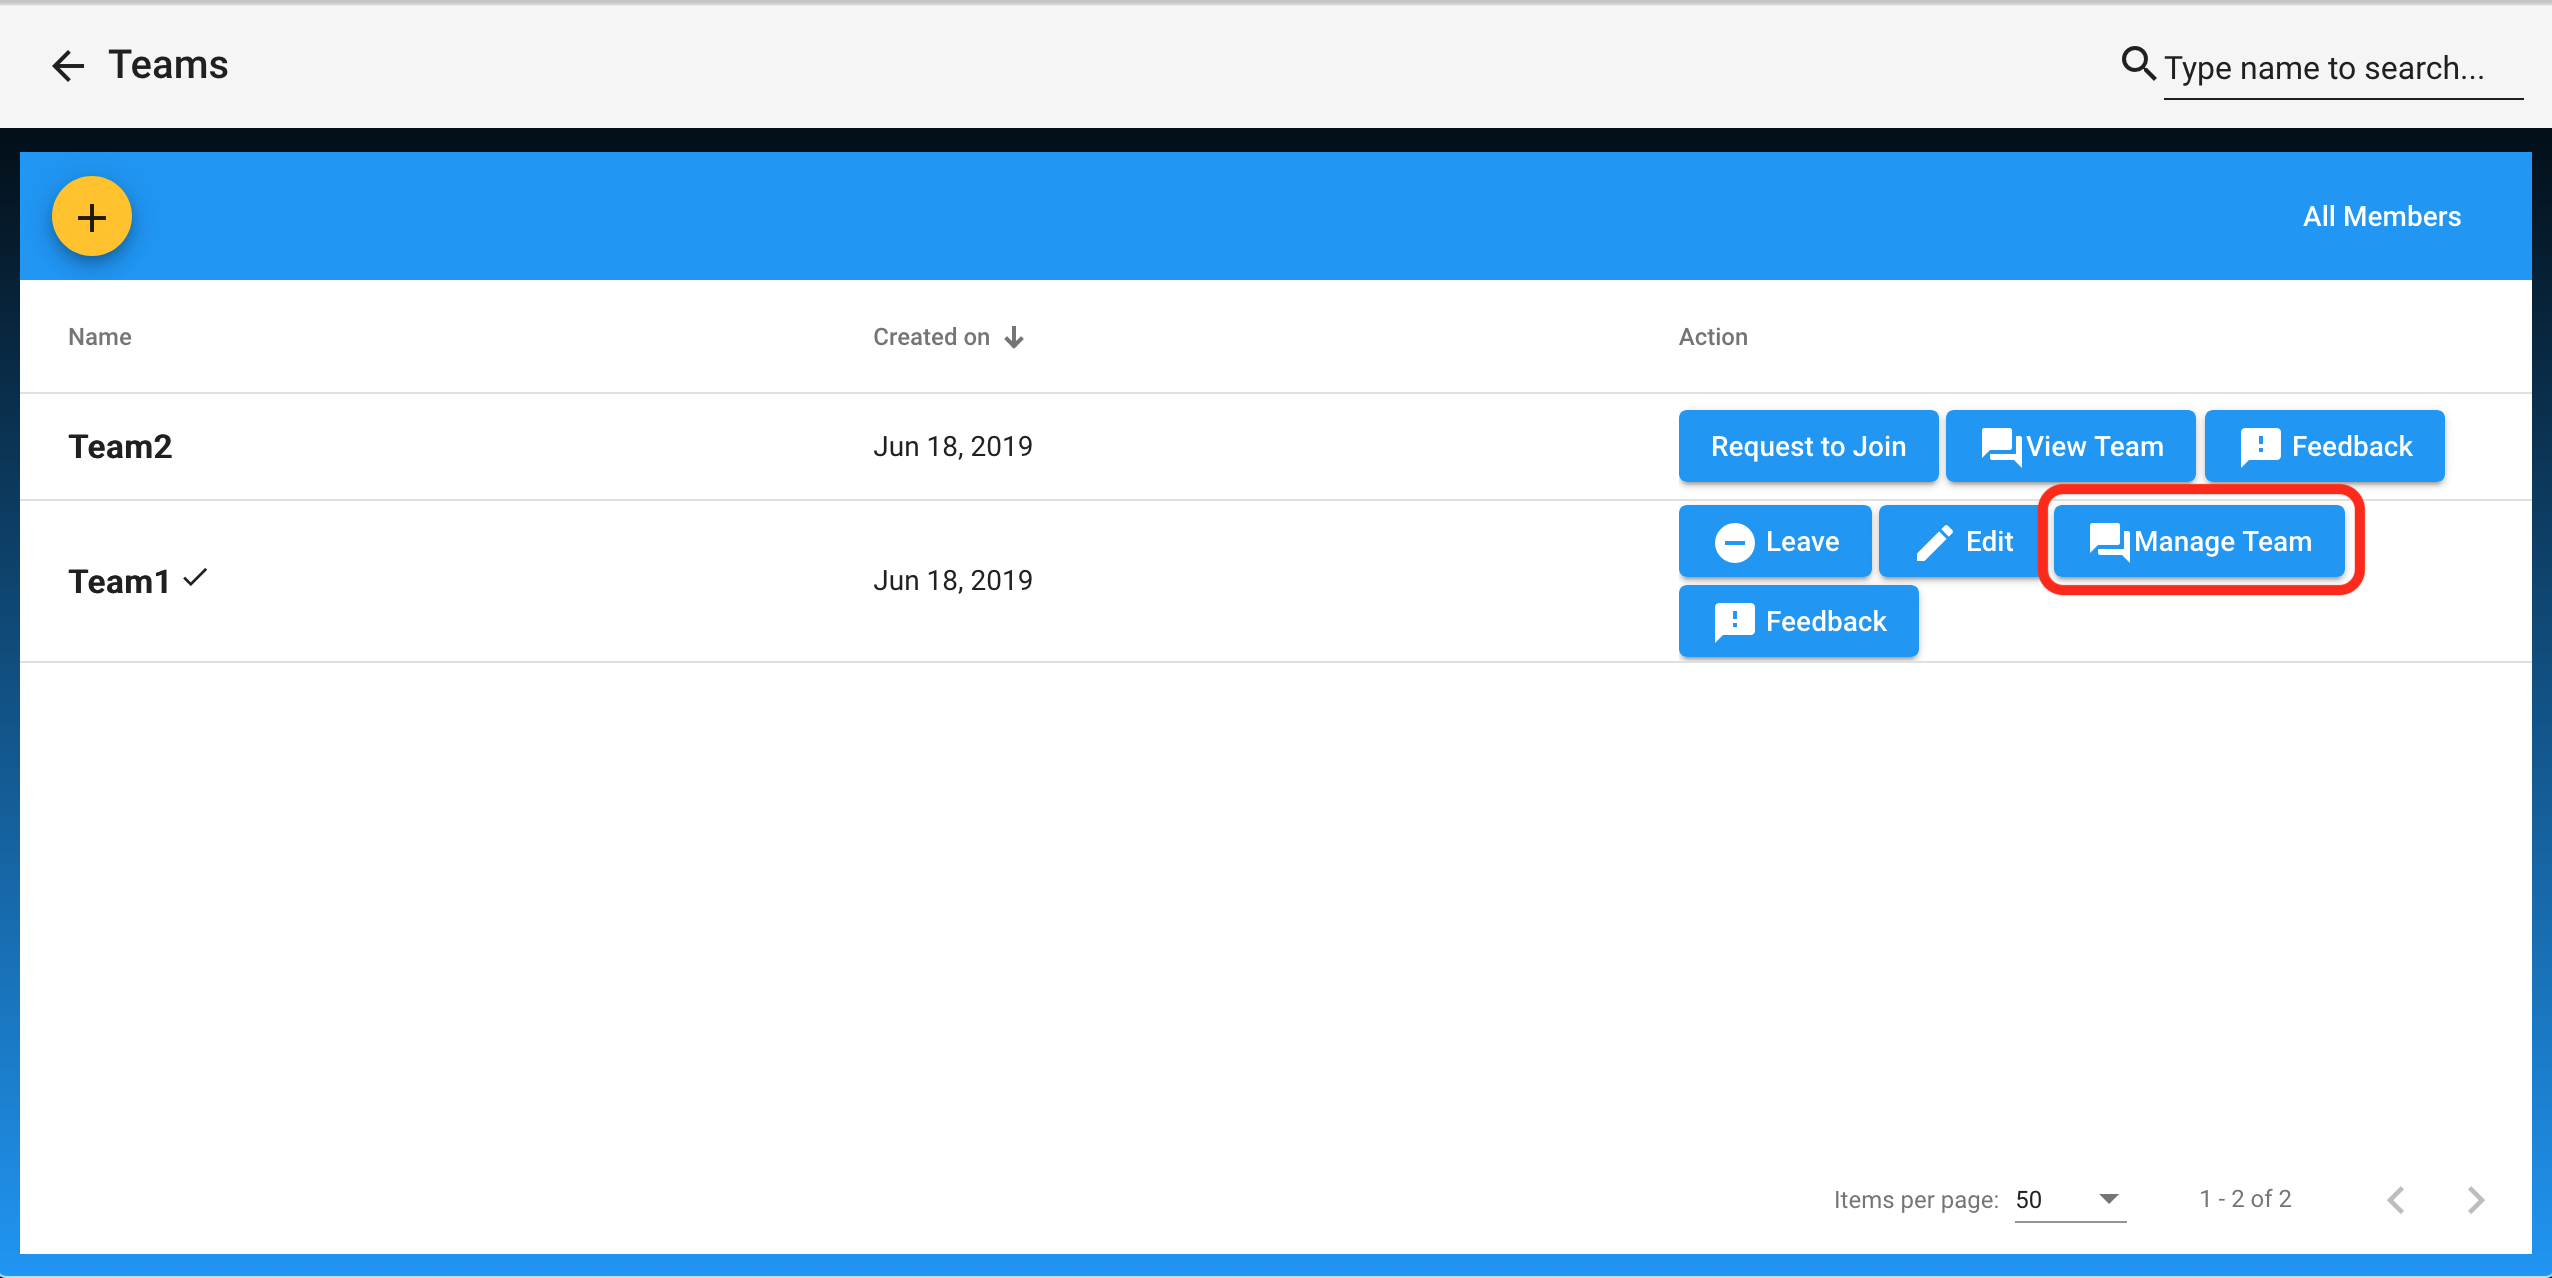 Teams
Type name to search...
All Members
Name Created on Action
Team2 Jun 18, 2019 Request to Join View Team Feedback
Team1 Jun 18, 2019 Leave Edit Manage Team
Feedback
Items per page: 50 1 - 2 of 2